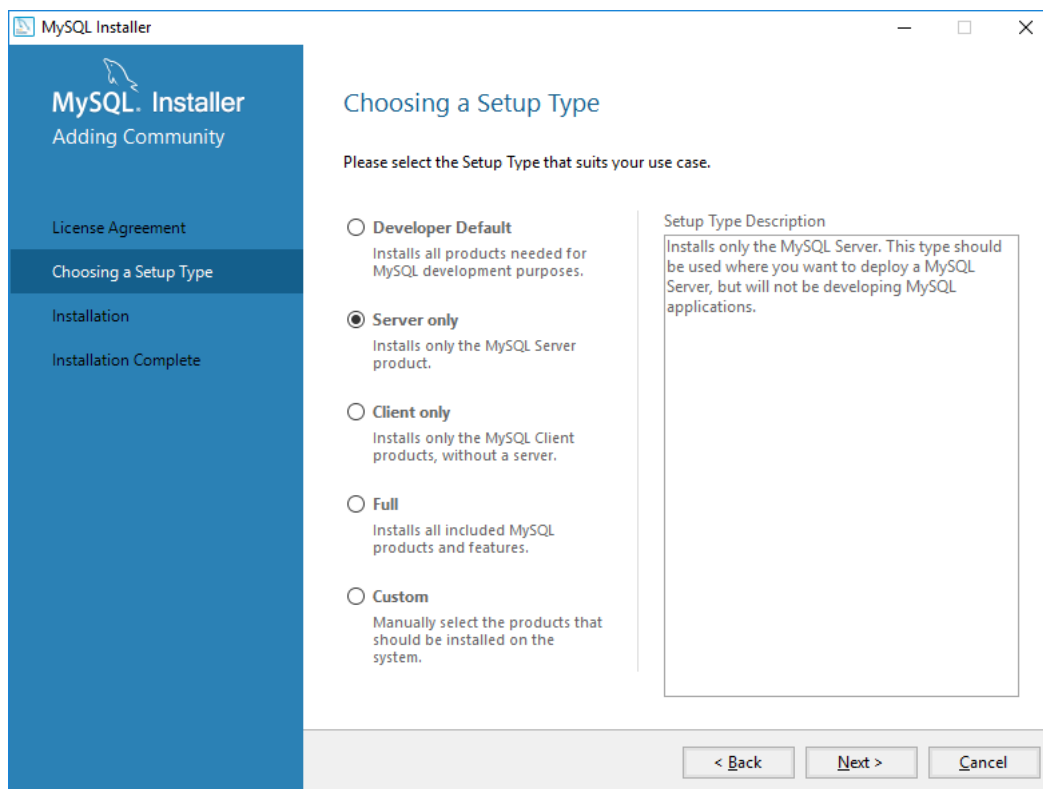 MySQL Installer
MySQL. Installer
Adding Community
License Agreement
Choosing a Setup Type
Installation
Installation Complete
Choosing a Setup Type
Please select the Setup Type that suits your use case.
Developer Default
Installs all products needed for
MySQL development purposes.
Server only
Installs only the MySQL Server
product.
Client only
Installs only the MySQL Client
products, without a server.
Full
Installs all included MySQL
products and features.
Custom
Manually select the products that
should be installed on the
system.
Setup Type Description
Installs only the MySQL Server. This type should
be used where you want to deploy a MySQL
Server, but will not be developing MySQL
applications.
< Back
Next >
Cancel